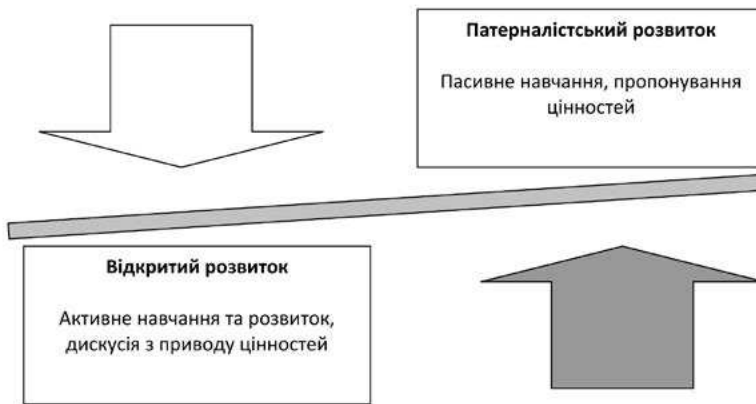 Патерналістський розвиток
Пасивне навчання, пропонування
цінностей
Відкритий розвиток
Активне навчання та розвиток,
дискусія з приводу цінностей